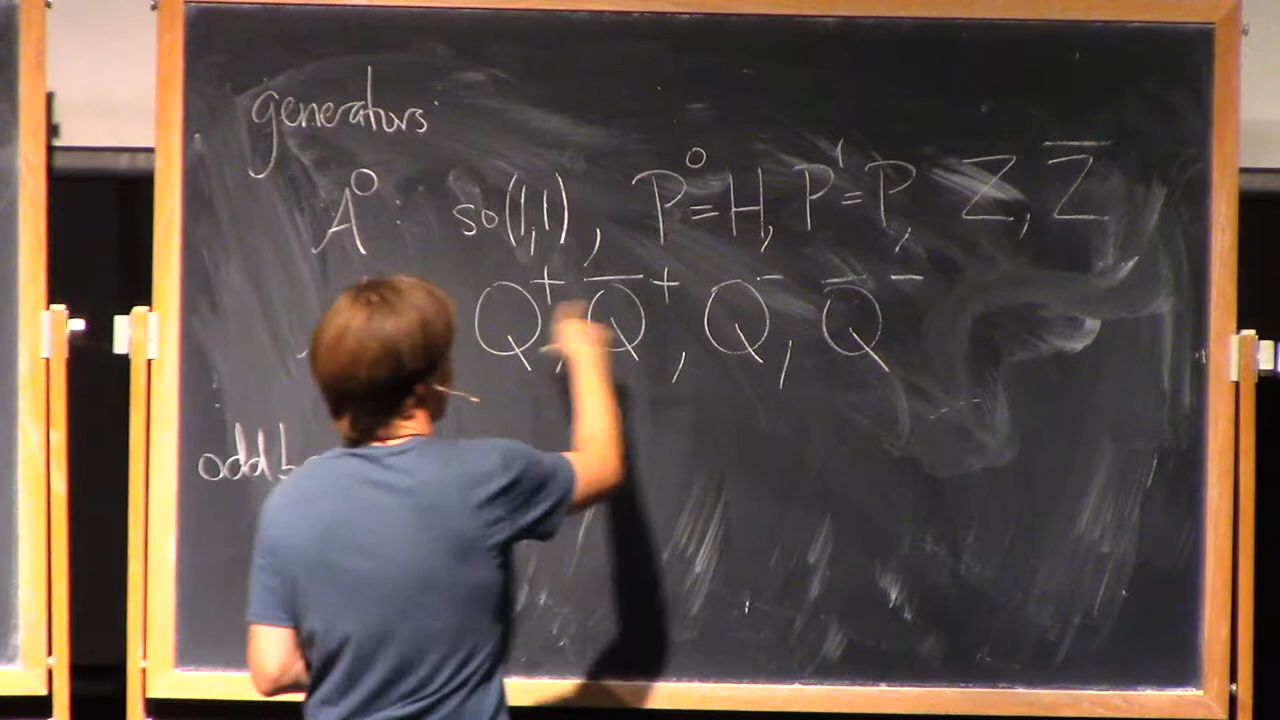 generators:
A⁰: so(1,1), P⁰=H, P¹=P, Z, Z̅
Q⁺, Q̅⁺, Q⁻, Q̅⁻
odd